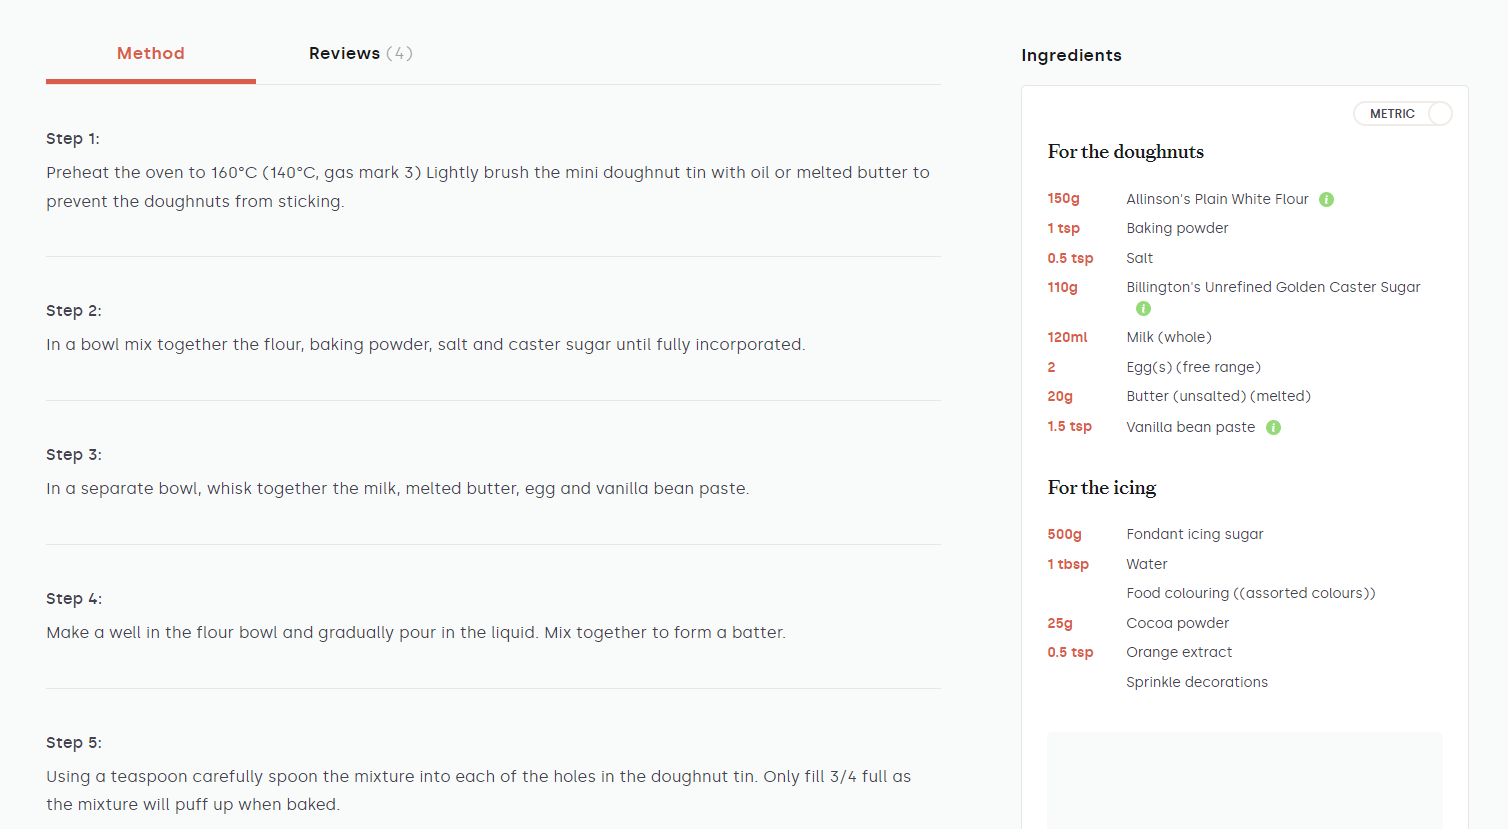 Method
Reviews (4)
Step 1:
Preheat the oven to 160°C (140°C, gas mark 3) Lightly brush the mini doughnut tin with oil or melted butter to
prevent the doughnuts from sticking.
Step 2:
In a bowl mix together the flour, baking powder, salt and caster sugar until fully incorporated.
Step 3:
In a separate bowl, whisk together the milk, melted butter, egg and vanilla bean paste.
Step 4:
Make a well in the flour bowl and gradually pour in the liquid. Mix together to form a batter.
Step 5:
Using a teaspoon carefully spoon the mixture into each of the holes in the doughnut tin. Only fill 3/4 full as
the mixture will puff up when baked.
Ingredients
METRIC
For the doughnuts
150g Allinson's Plain White Flour i
1 tsp Baking powder
0.5 tsp Salt
110g Billington's Unrefined Golden Caster Sugar
i
120ml Milk (whole)
2 Egg(s) (free range)
20g Butter (unsalted) (melted)
1.5 tsp Vanilla bean paste i
For the icing
500g Fondant icing sugar
1 tbsp Water
Food colouring ((assorted colours))
25g Cocoa powder
0.5 tsp Orange extract
Sprinkle decorations